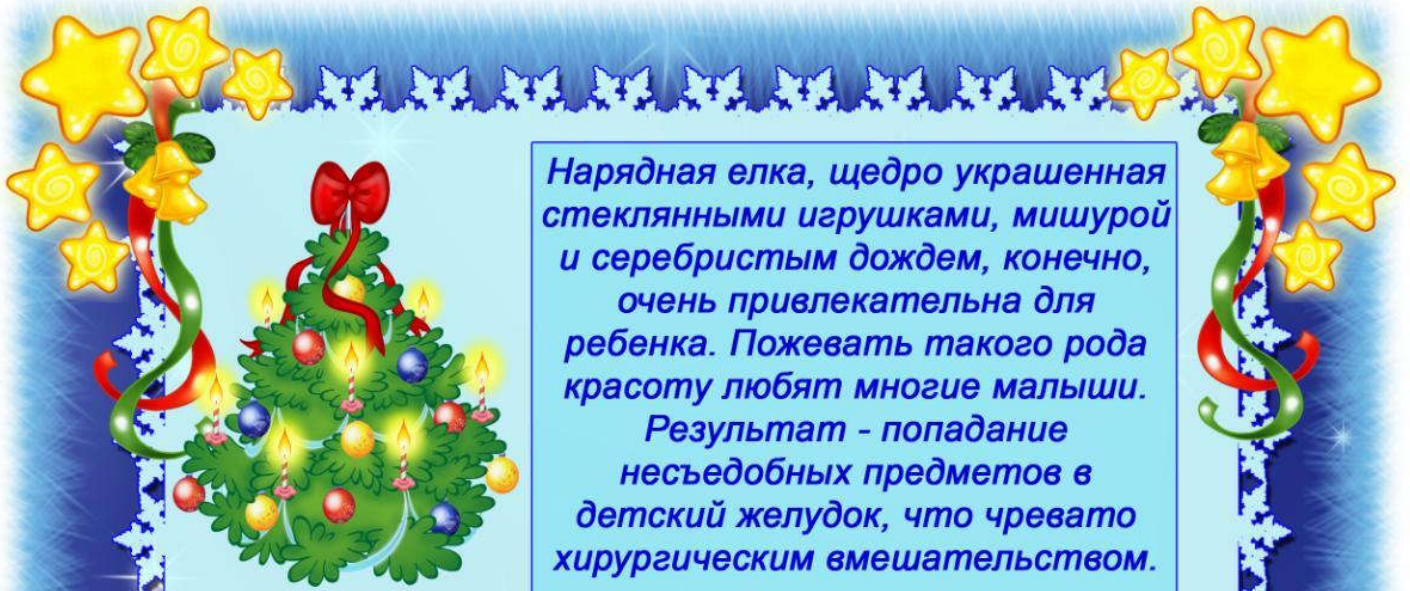 Нарядная елка, щедро украшенная
стеклянными игрушками, мишурой
и серебристым дождем, конечно,
очень привлекательна для
ребенка. Пожевать такого рода
красоту любят многие малыши.
Результат - попадание
несъедобных предметов в
детский желудок, что чревато
хирургическим вмешательством.